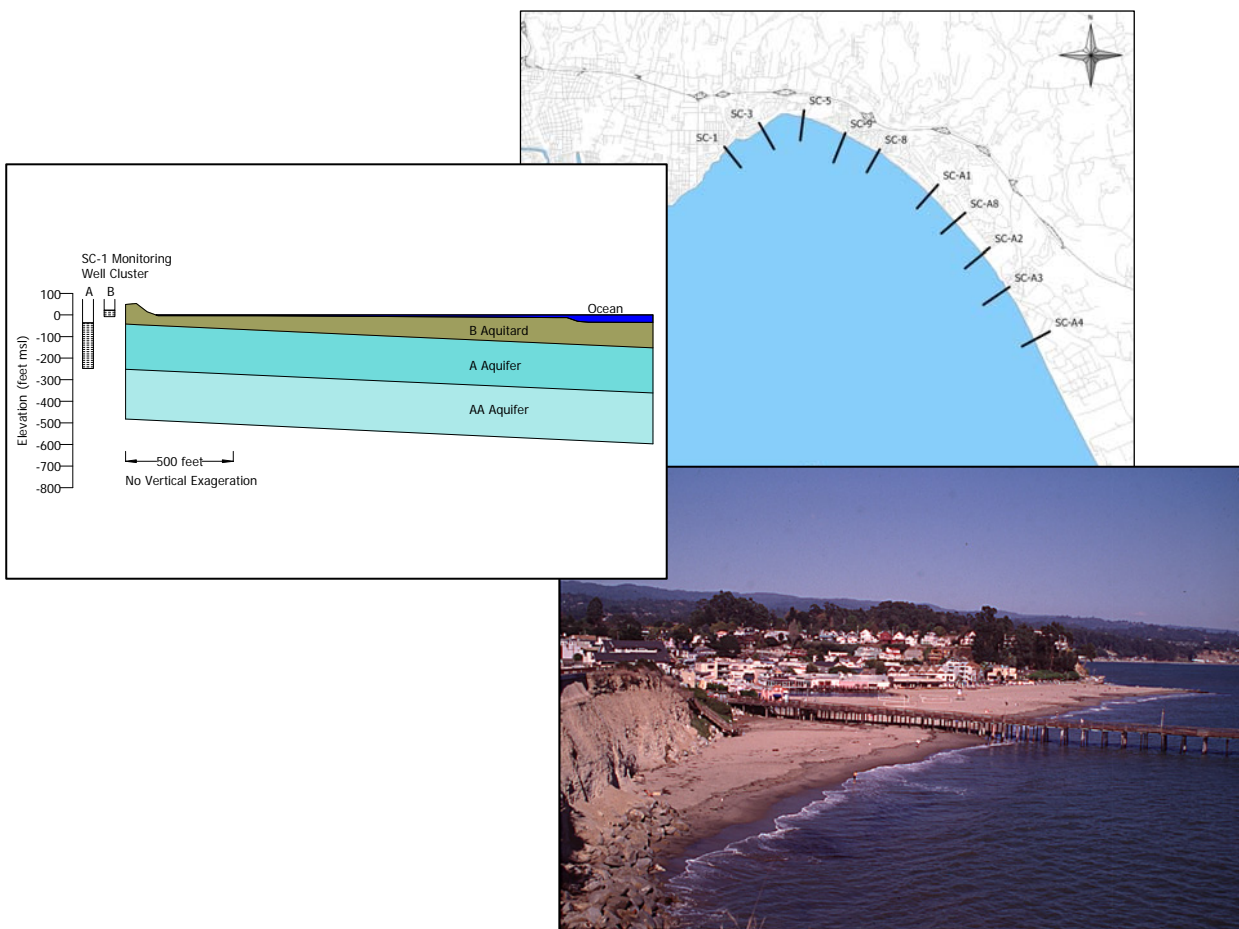 N
SC-5
SC-3
SC-9
SC-1
SC-8
SC-A1
SC-A8
SC-A2
SC-A3
SC-A4
SC-1 Monitoring
Well Cluster
A B
100
0
-100
-200
-300
-400
-500
-600
-700
-800
Elevation (feet msl)
Ocean
B Aquitard
A Aquifer
AA Aquifer
500 feet
No Vertical Exageration